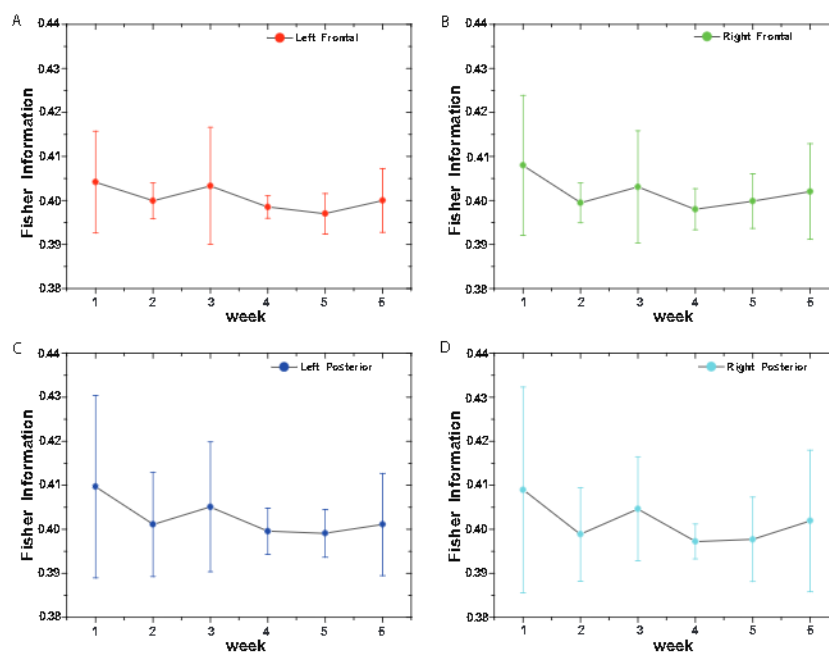 A
Left Frontal
0.44
0.43
0.42
0.41
0.40
0.39
0.38
Fisher Information
1 2 3 4 5 6
week
B
Right Frontal
0.44
0.43
0.42
0.41
0.40
0.39
0.38
Fisher Information
1 2 3 4 5 6
week
C
Left Posterior
0.44
0.43
0.42
0.41
0.40
0.39
0.38
Fisher Information
1 2 3 4 5 6
week
D
Right Posterior
0.44
0.43
0.42
0.41
0.40
0.39
0.38
Fisher Information
1 2 3 4 5 6
week